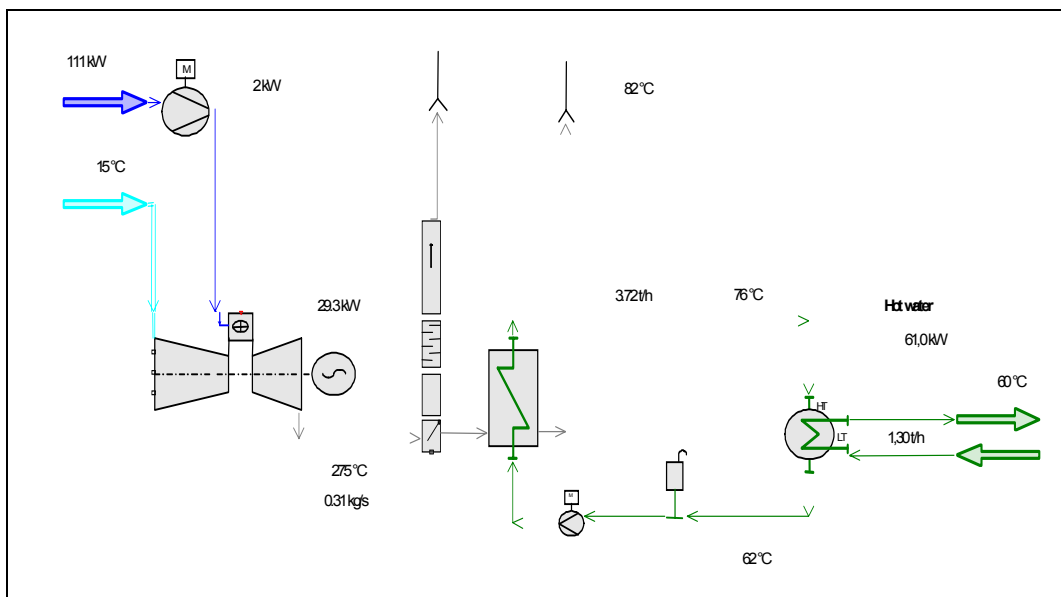 111kW
M
2kW
82°C
15°C
29.3kW
3.72t/h
76°C
Hot water
61,0kW
60°C
HT
LT
1,30t/h
275°C
0.31kg/s
M
62°C